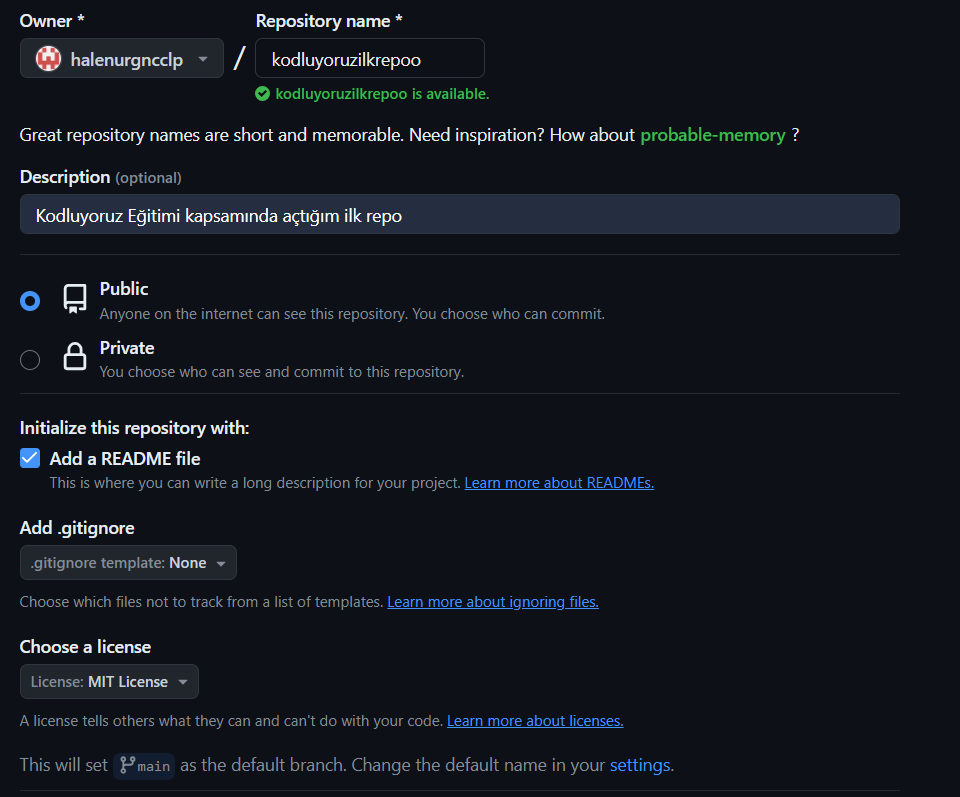 Owner * Repository name *
halenurgncclp / kodluyoruzilkrepoo
kodluyoruzilkrepoo is available.
Great repository names are short and memorable. Need inspiration? How about probable-memory ?
Description (optional)
Kodluyoruz Eğitimi kapsamında açtığım ilk repo
Public
Anyone on the internet can see this repository. You choose who can commit.
Private
You choose who can see and commit to this repository.
Initialize this repository with:
Add a README file
This is where you can write a long description for your project. Learn more about READMEs.
Add .gitignore
.gitignore template: None
Choose which files not to track from a list of templates. Learn more about ignoring files.
Choose a license
License: MIT License
A license tells others what they can and can't do with your code. Learn more about licenses.
This will set main as the default branch. Change the default name in your settings.